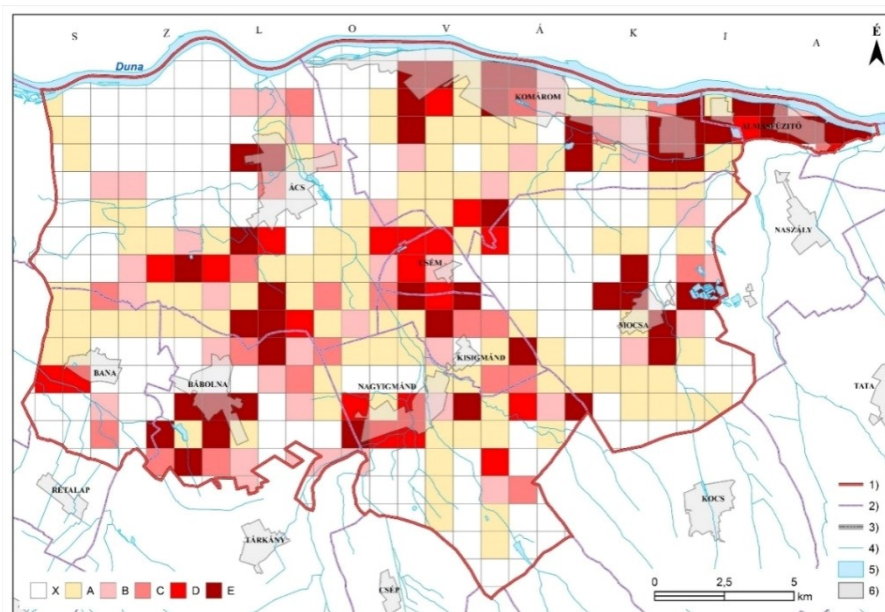 S Z L O V Á K I A
Duna
É
KOMÁROM
ALMÁSFÜZITŐ
ÁCS
NASZÁLY
CSÉM
MOCSA
KISIGMÁND
BANA
BÁBOLNA
NAGYIGMÁND
TATA
RÉTALAP
KOCS
TÁRKÁNY
CSÉP
1)
2)
3)
4)
5)
6)
X A B C D E
0 2,5 5
km